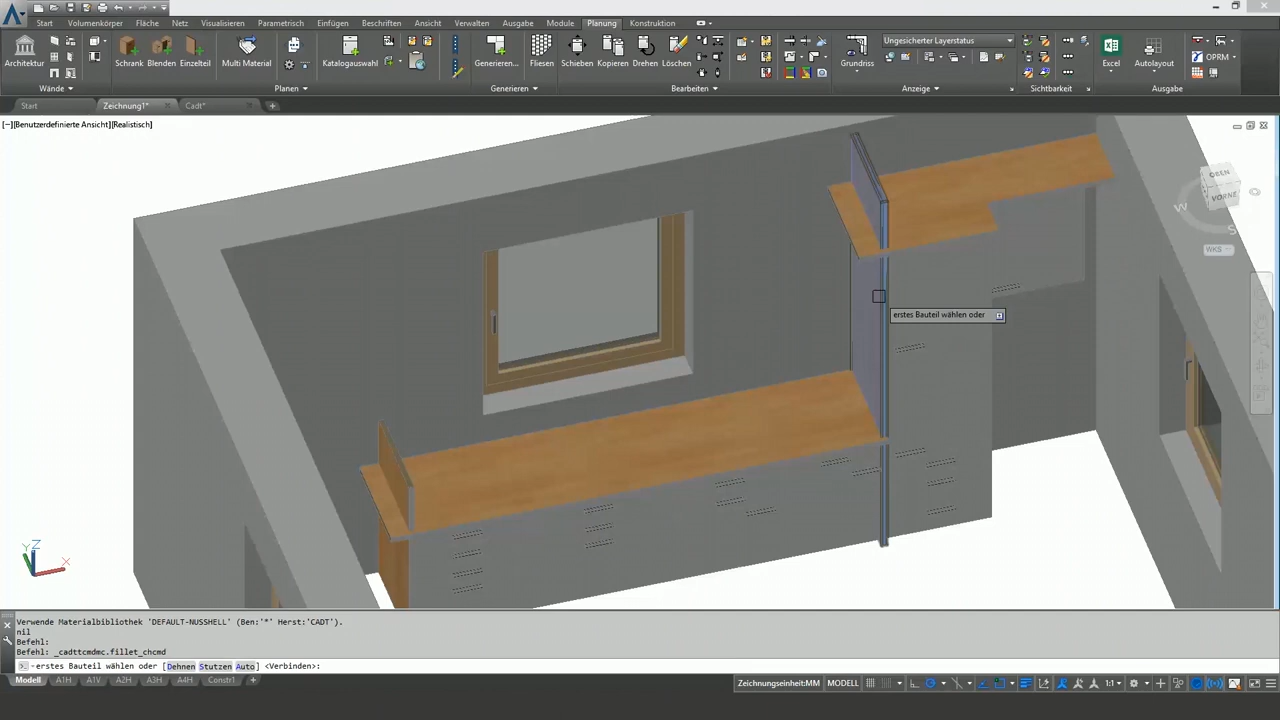 Start Volumenkörper Fläche Netz Visualisieren Parametrisch Einfügen Beschriften Ansicht Verwalten Ausgabe Module Planung Konstruktion
Ungesicherter Layerstatus
OPRM
Architektur Schrank Blenden Einzelteil Multi Material Katalogauswahl Generieren... Fliesen Schieben Kopieren Drehen Löschen Grundriss Excel Autolayout
Wände Planen Generieren Bearbeiten Anzeige Sichtbarkeit Ausgabe
Start Zeichnung1* Cadt*
[−][Benutzerdefinierte Ansicht][Realistisch]
OBEN
VORNE
W
S
WKS
erstes Bauteil wählen oder
Z
Y
X
Verwende Materialbibliothek 'DEFAULT-NUSSHELL' (Ben:'*' Herst:'CADT').
nil
Befehl:
Befehl: _cadttcmdmc.fillet_chcmd
erstes Bauteil wählen oder [Dehnen Stutzen Auto] <Verbinden>:
Modell A1H A1V A2H A3H A4H Constr1 + Zeichnungseinheit:MM MODELL 1:1